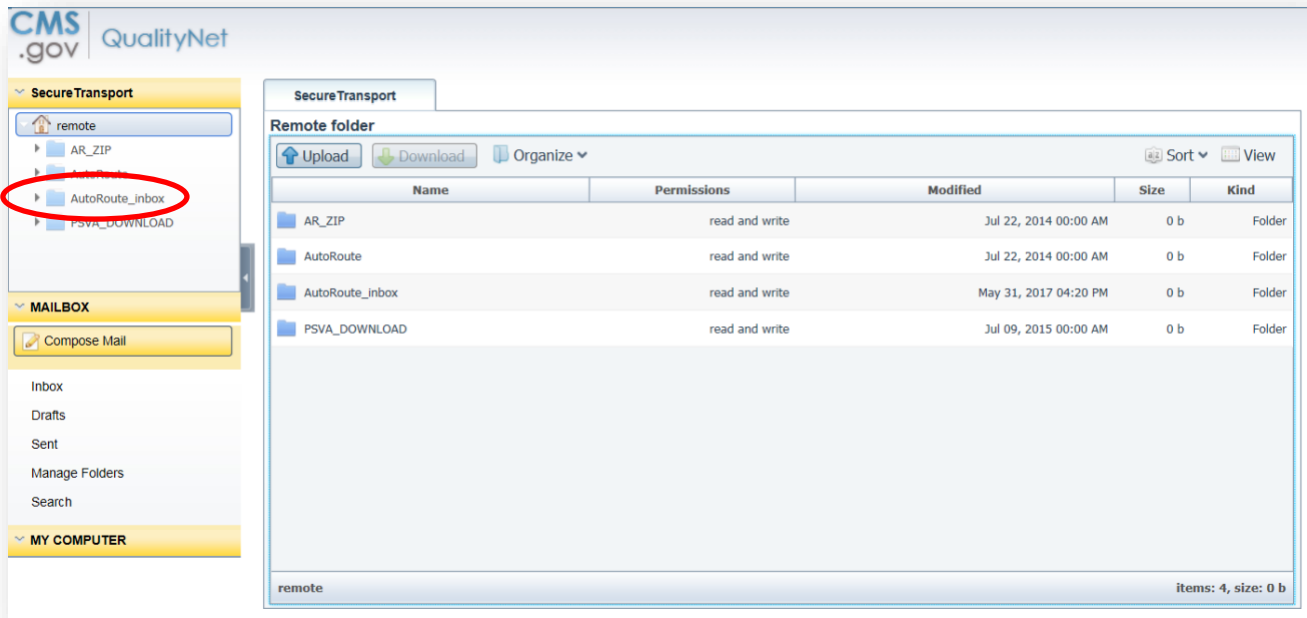 CMS
.gov
QualityNet
SecureTransport
remote
AR_ZIP
AutoRoute
AutoRoute_inbox
PSVA_DOWNLOAD
MAILBOX
Compose Mail
Inbox
Drafts
Sent
Manage Folders
Search
MY COMPUTER
SecureTransport
Remote folder
Upload Download Organize Sort View
Name Permissions Modified Size Kind
AR_ZIP read and write Jul 22, 2014 00:00 AM 0 b Folder
AutoRoute read and write Jul 22, 2014 00:00 AM 0 b Folder
AutoRoute_inbox read and write May 31, 2017 04:20 PM 0 b Folder
PSVA_DOWNLOAD read and write Jul 09, 2015 00:00 AM 0 b Folder
remote items: 4, size: 0 b